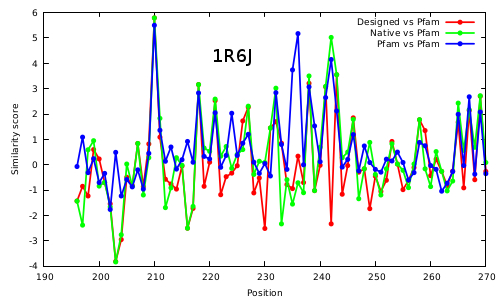 Designed vs Pfam
Native vs Pfam
Pfam vs Pfam
1R6J
6
5
4
3
2
1
0
-1
-2
-3
-4
Similarity score
190 200 210 220 230 240 250 260 270
Position